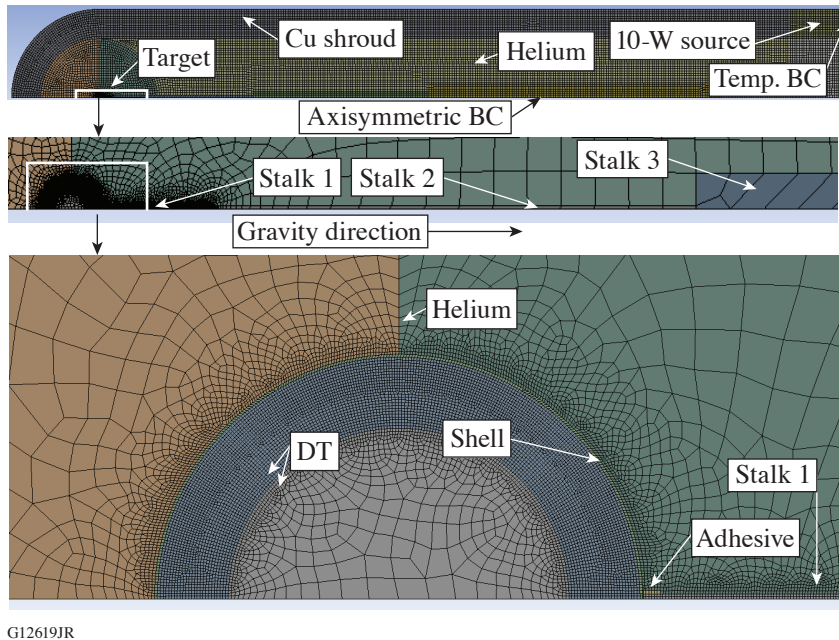 Cu shroud
Helium
10-W source
Target
Temp. BC
Axisymmetric BC
Stalk 1
Stalk 2
Stalk 3
Gravity direction
Helium
DT
Shell
Stalk 1
Adhesive
G12619JR